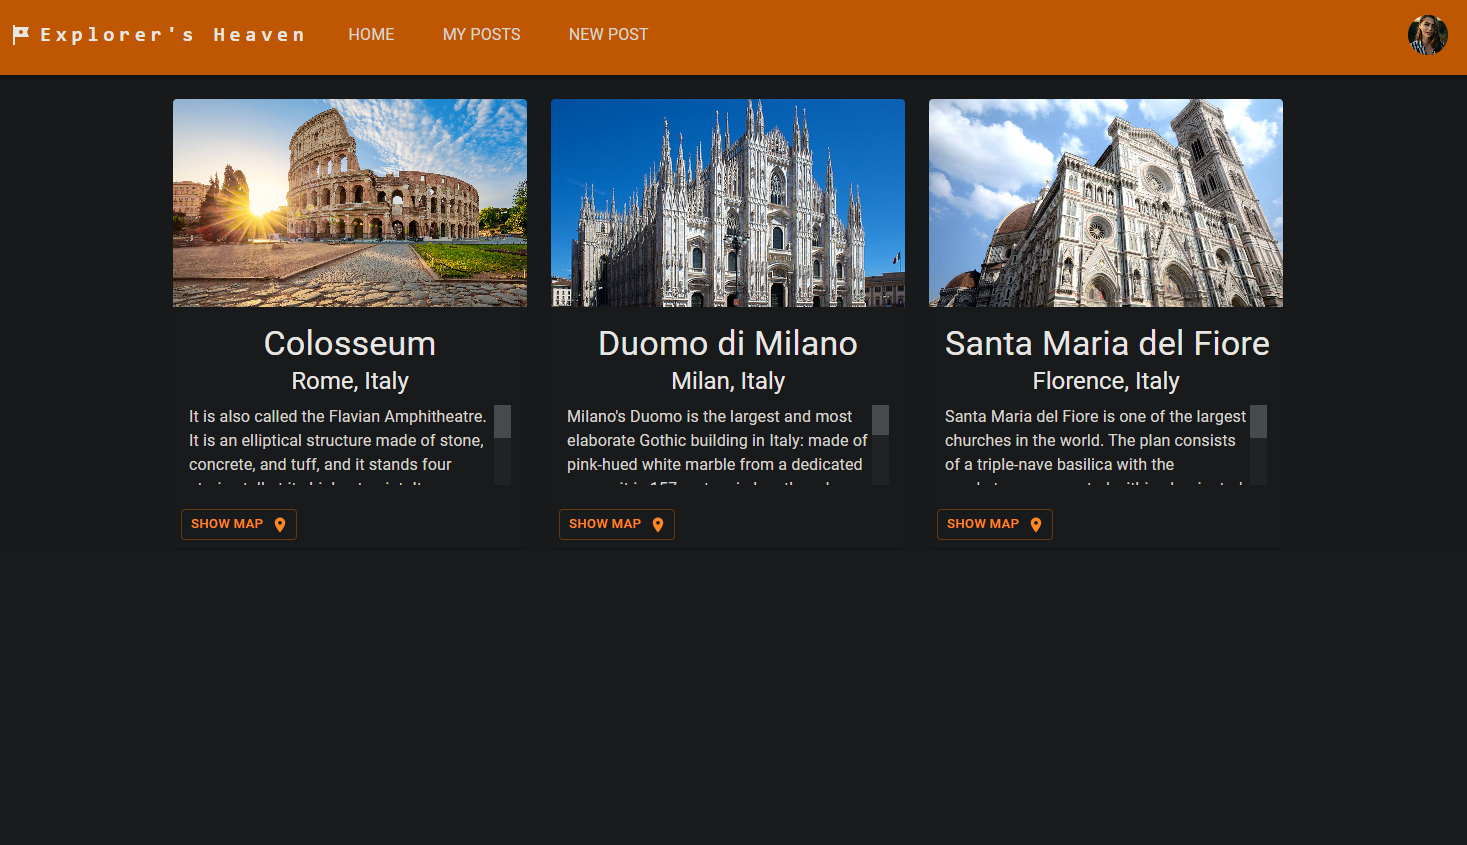 Explorer's Heaven HOME MY POSTS NEW POST
Colosseum
Rome, Italy
It is also called the Flavian Amphitheatre.
It is an elliptical structure made of stone,
concrete, and tuff, and it stands four
SHOW MAP
Duomo di Milano
Milan, Italy
Milano's Duomo is the largest and most
elaborate Gothic building in Italy: made of
pink-hued white marble from a dedicated
SHOW MAP
Santa Maria del Fiore
Florence, Italy
Santa Maria del Fiore is one of the largest
churches in the world. The plan consists
of a triple-nave basilica with the
SHOW MAP